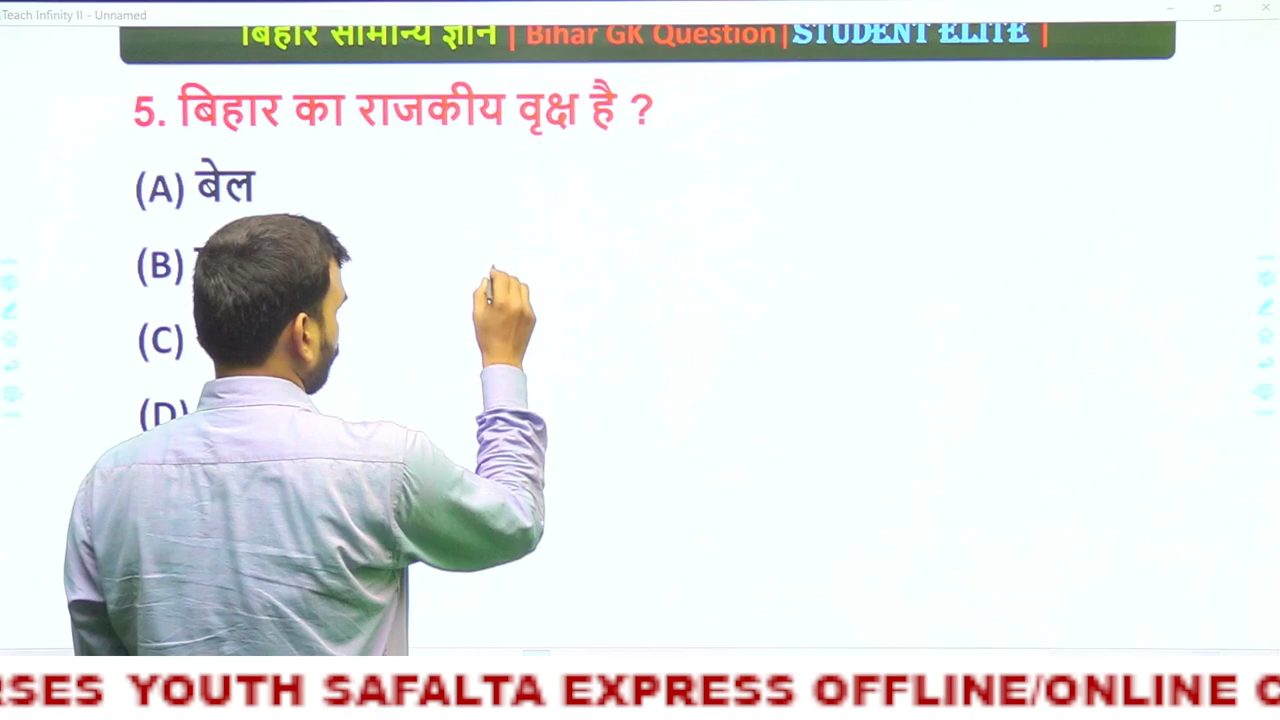 Teach Infinity II - Unnamed
बिहार सामान्य ज्ञान | Bihar GK Question | STUDENT ELITE |
5. बिहार का राजकीय वृक्ष है ?
(A) बेल
(B)
(C)
(D)
RSES YOUTH SAFALTA EXPRESS OFFLINE/ONLINE C